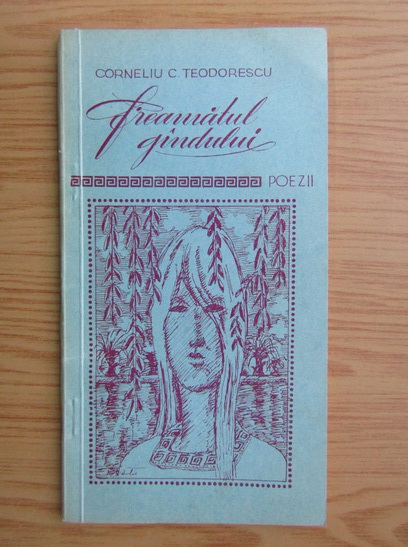 CORNELIU C. TEODORESCU
freamătul
gîndului
POEZII